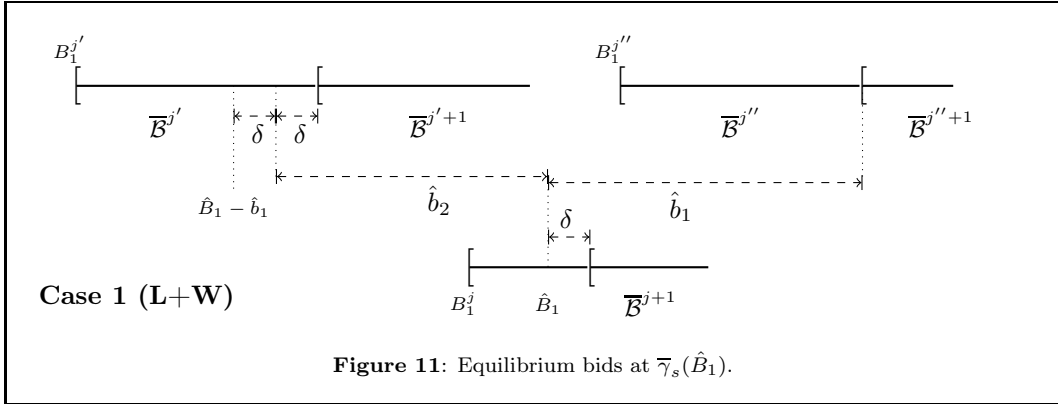 $B_1^{j'}$ $B_1^{j''}$
$\overline{\mathcal{B}}^{j'}$ $\delta$ $\delta$ $\overline{\mathcal{B}}^{j'+1}$ $\overline{\mathcal{B}}^{j''}$ $\overline{\mathcal{B}}^{j''+1}$
$\hat{B}_1 - \hat{b}_1$ $\hat{b}_2$ $\hat{b}_1$
$\delta$
**Case 1 (L+W)** $B_1^j$ $\hat{B}_1$ $\overline{\mathcal{B}}^{j+1}$
**Figure 11**: Equilibrium bids at $\overline{\gamma}_s(\hat{B}_1)$.